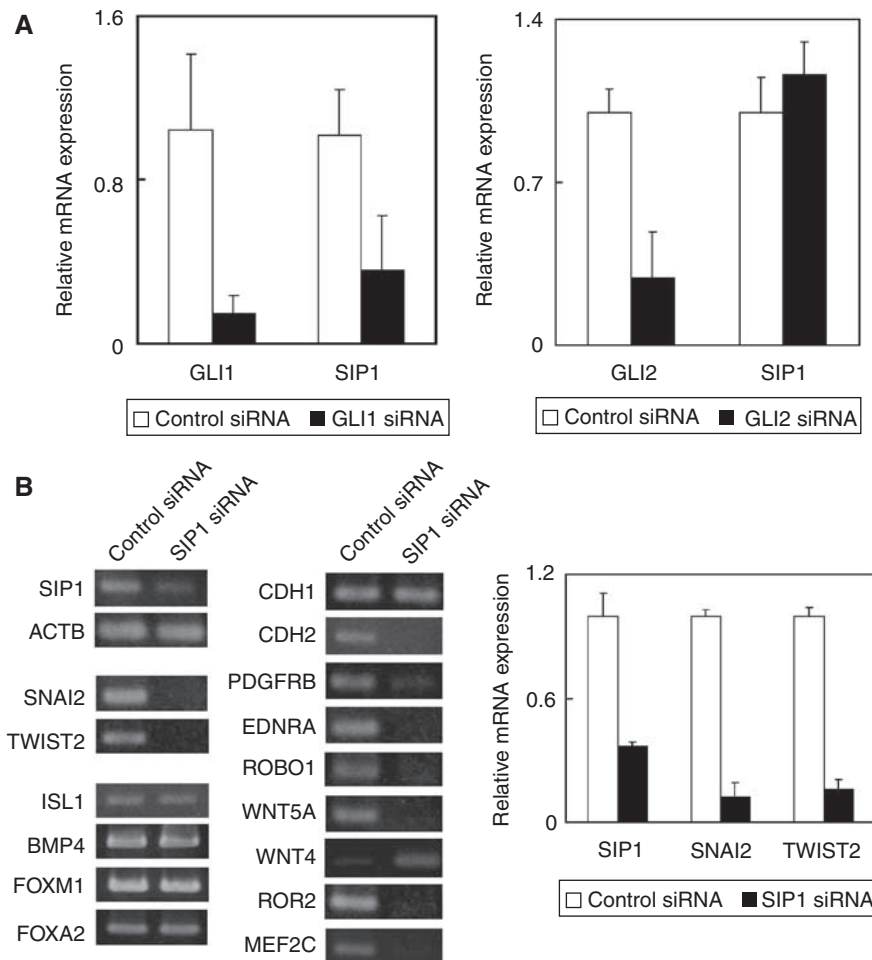 A
Relative mRNA expression
1.6
0.8
0
GLI1 SIP1
Control siRNA GLI1 siRNA
Relative mRNA expression
1.4
0.7
0
GLI2 SIP1
Control siRNA GLI2 siRNA
B
Control siRNA
SIP1 siRNA
SIP1
ACTB
SNAI2
TWIST2
ISL1
BMP4
FOXM1
FOXA2
Control siRNA
SIP1 siRNA
CDH1
CDH2
PDGFRB
EDNRA
ROBO1
WNT5A
WNT4
ROR2
MEF2C
Relative mRNA expression
1.2
0.6
0
SIP1 SNAI2 TWIST2
Control siRNA SIP1 siRNA